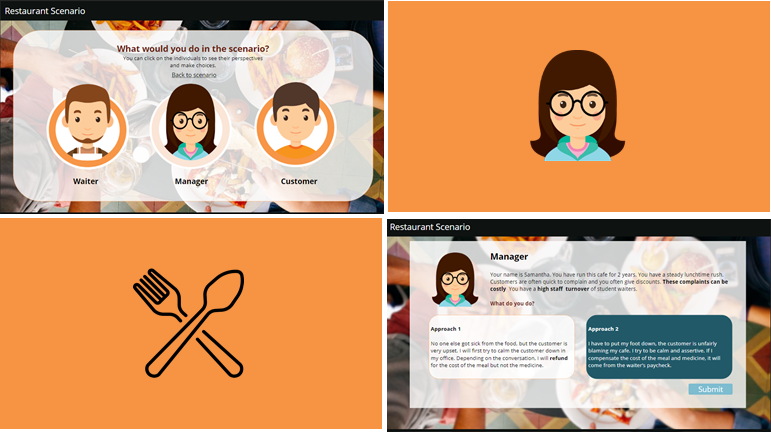 Restaurant Scenario
What would you do in the scenario?
You can click on the individuals to see their perspectives
and make choices.
Back to scenario
Waiter
Manager
Customer
Restaurant Scenario
Manager
Your name is Samantha. You have run this cafe for 2 years. You have a steady lunchtime rush.
Customers are often quick to complain and you often give discounts. These complaints can be
costly You have a high staff turnover of student waiters.
What do you do?
Approach 1
No one else got sick from the food, but the customer is
very upset. I will first try to calm the customer down in
my office. Depending on the conversation, I will refund
for the cost of the meal but not the medicine.
Approach 2
I have to put my foot down, the customer is unfairly
blaming my cafe. I try to be calm and assertive. If I
compensate the cost of the meal and medicine, it will
come from the waiter's paycheck.
Submit